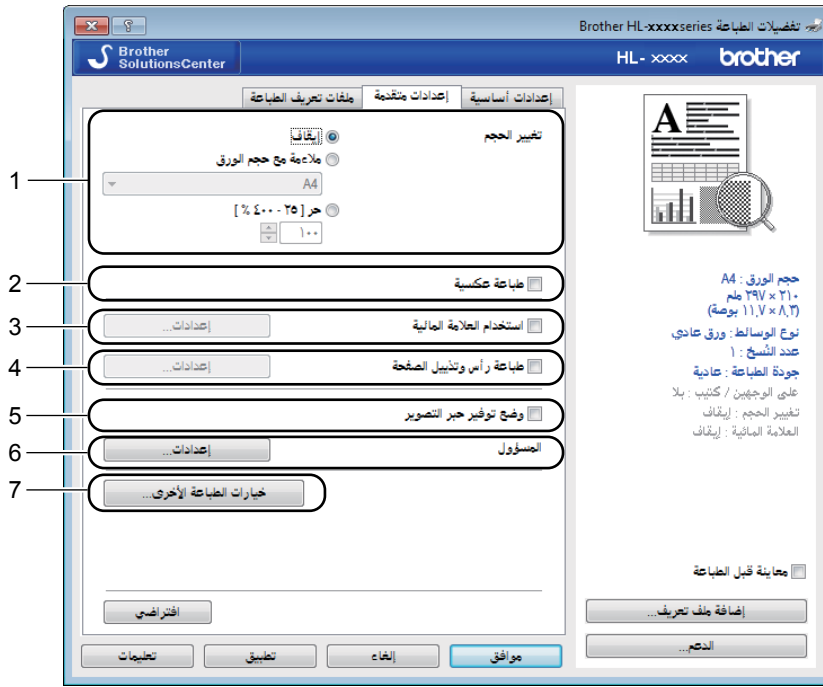 تفضيلات الطباعة Brother HL-xxxxseries
?
Brother
SolutionsCenter
HL- xxxx
brother
إعدادات أساسية
إعدادات متقدمة
ملفات تعريف الطباعة
1
تغيير الحجم
إيقاف
ملاءمة مع حجم الورق
A4
حر [ ٢٥ - ٤٠٠ % ]
١٠٠
2
طباعة عكسية
3
استخدام العلامة المائية
إعدادات...
4
طباعة رأس وتذييل الصفحة
إعدادات...
5
وضع توفير حبر التصوير
6
المسؤول
إعدادات...
7
خيارات الطباعة الأخرى...
افتراضي
موافق
إلغاء
تطبيق
تعليمات
A
حجم الورق : A4
٢١٠ × ٢٩٧ ملم
(٨,٣ × ١١,٧ بوصة)
نوع الوسائط : ورق عادي
عدد النُسخ : ١
جودة الطباعة : عادية
على الوجهين / كتيب : بلا
تغيير الحجم : إيقاف
العلامة المائية : إيقاف
معاينة قبل الطباعة
إضافة ملف تعريف...
الدعم...